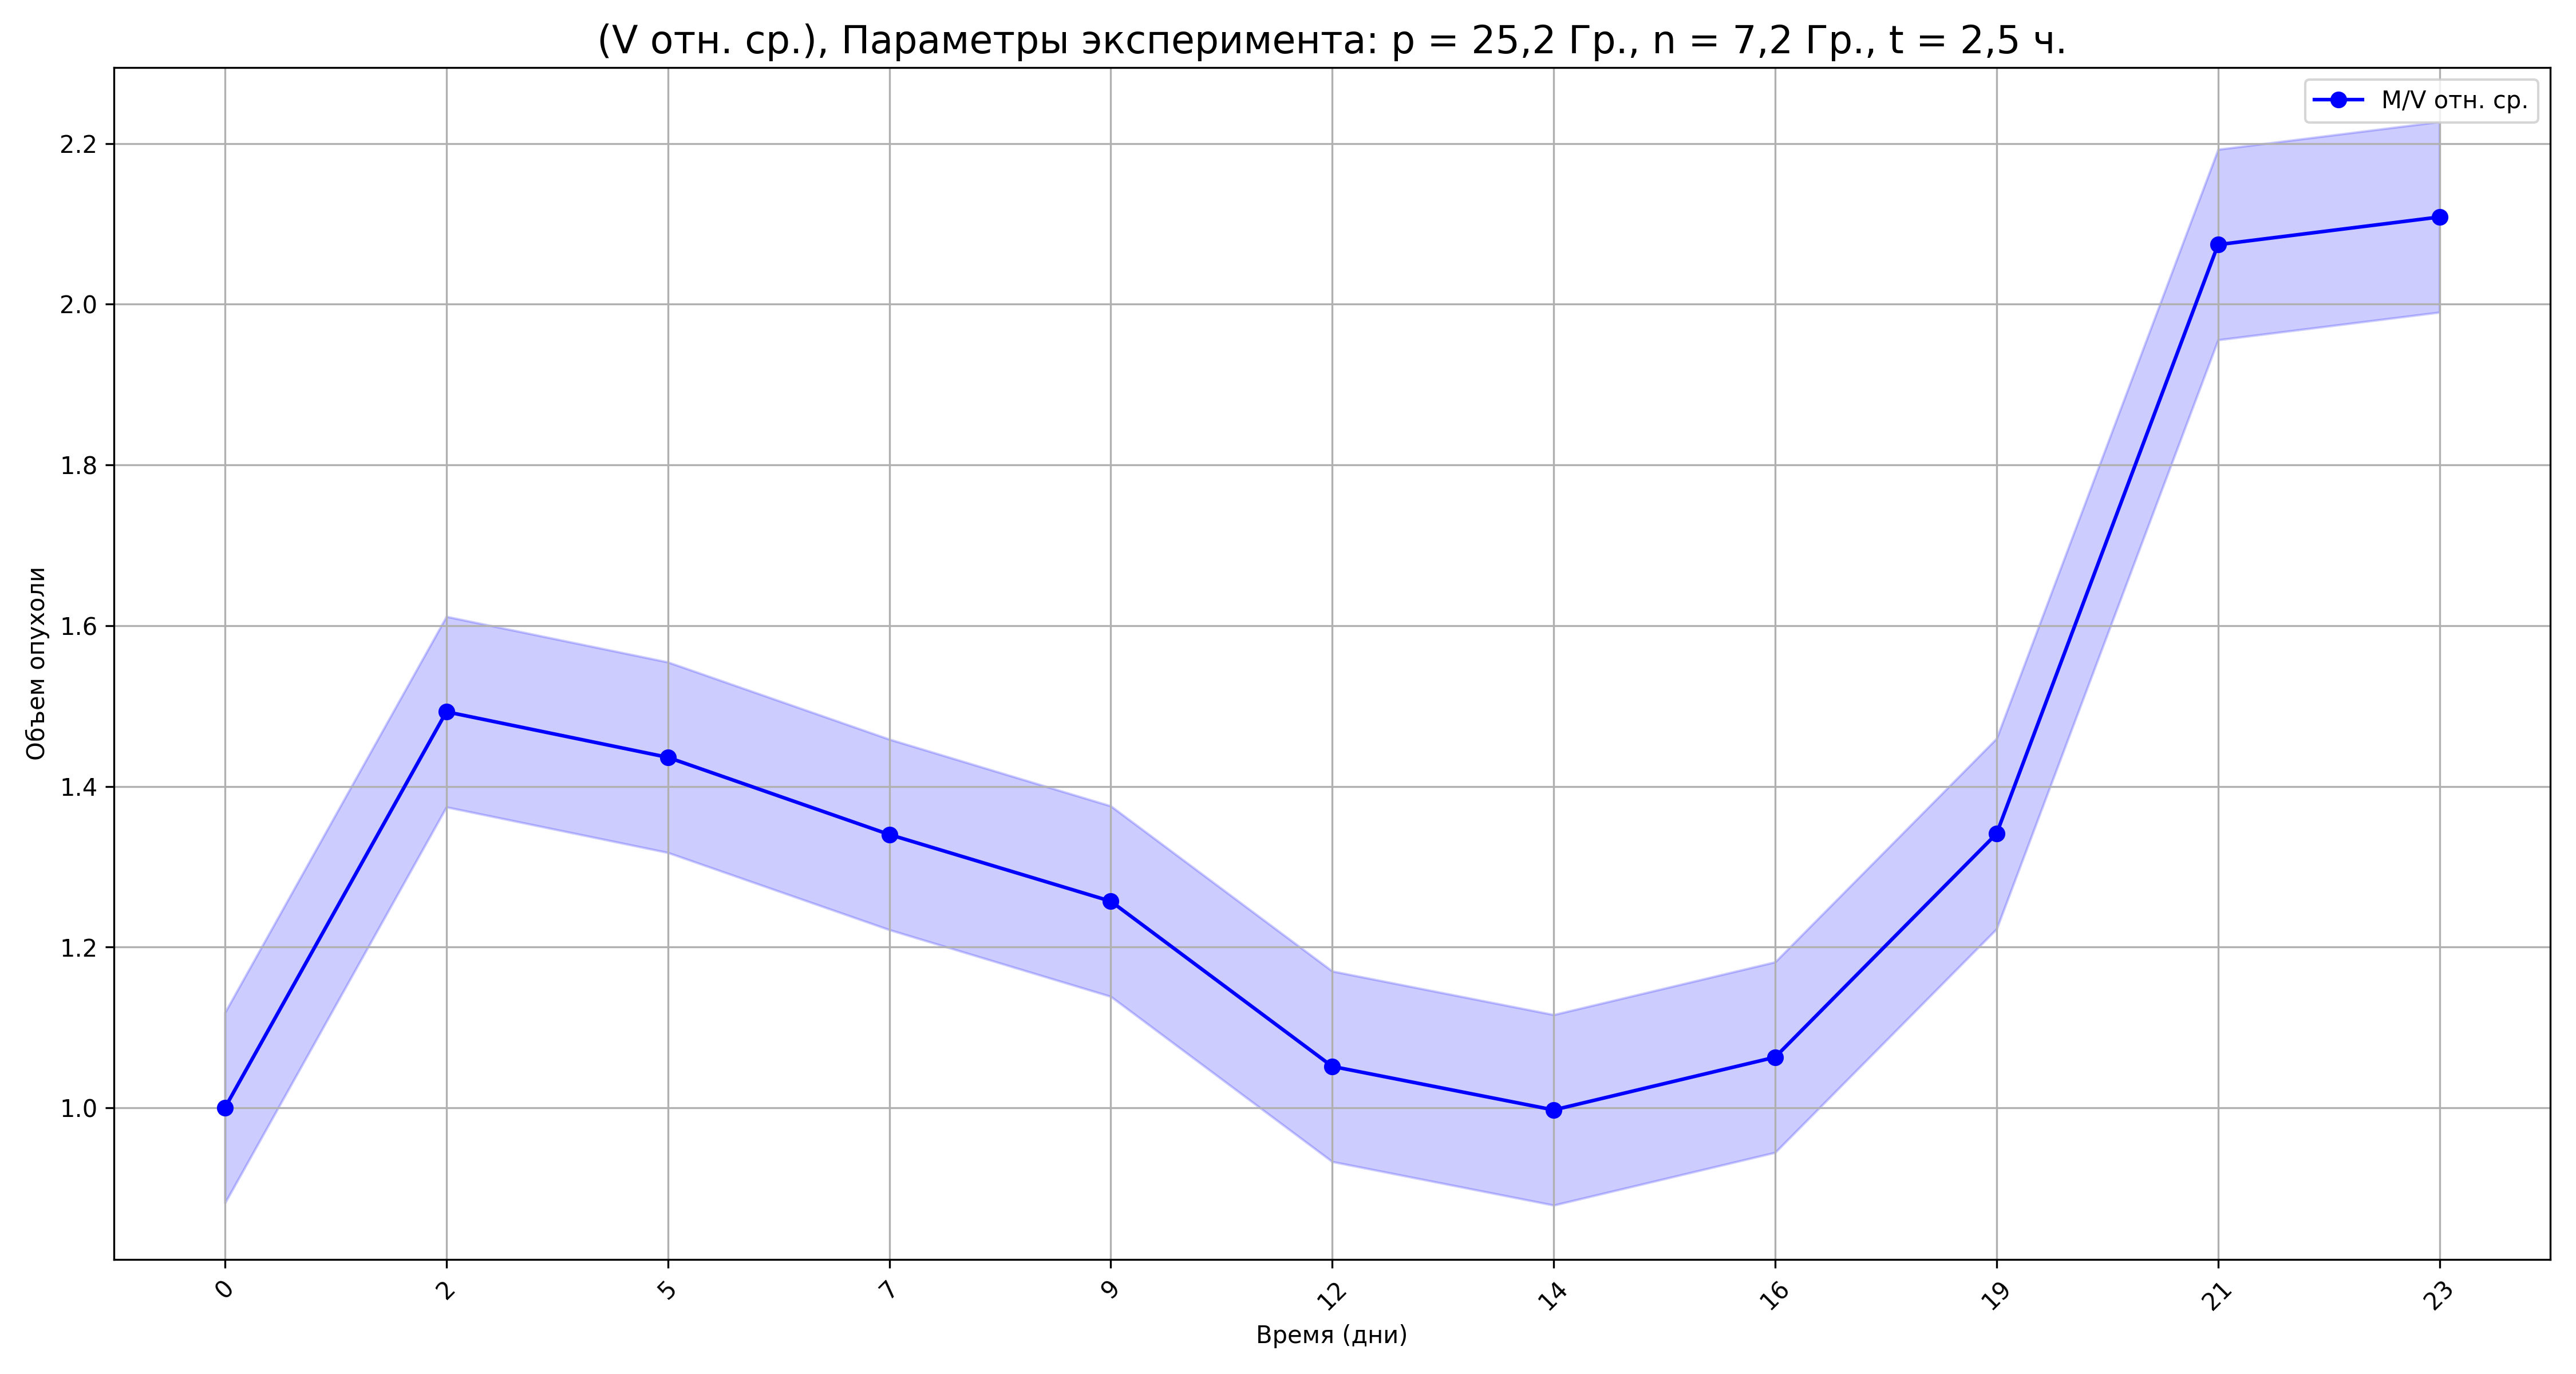 (V отн. ср.), Параметры эксперимента: p = 25,2 Гр., n = 7,2 Гр., t = 2,5 ч.
M/V отн. ср.
Объем опухоли
2.2
2.0
1.8
1.6
1.4
1.2
1.0
0 2 5 7 9 12 14 16 19 21 23
Время (дни)